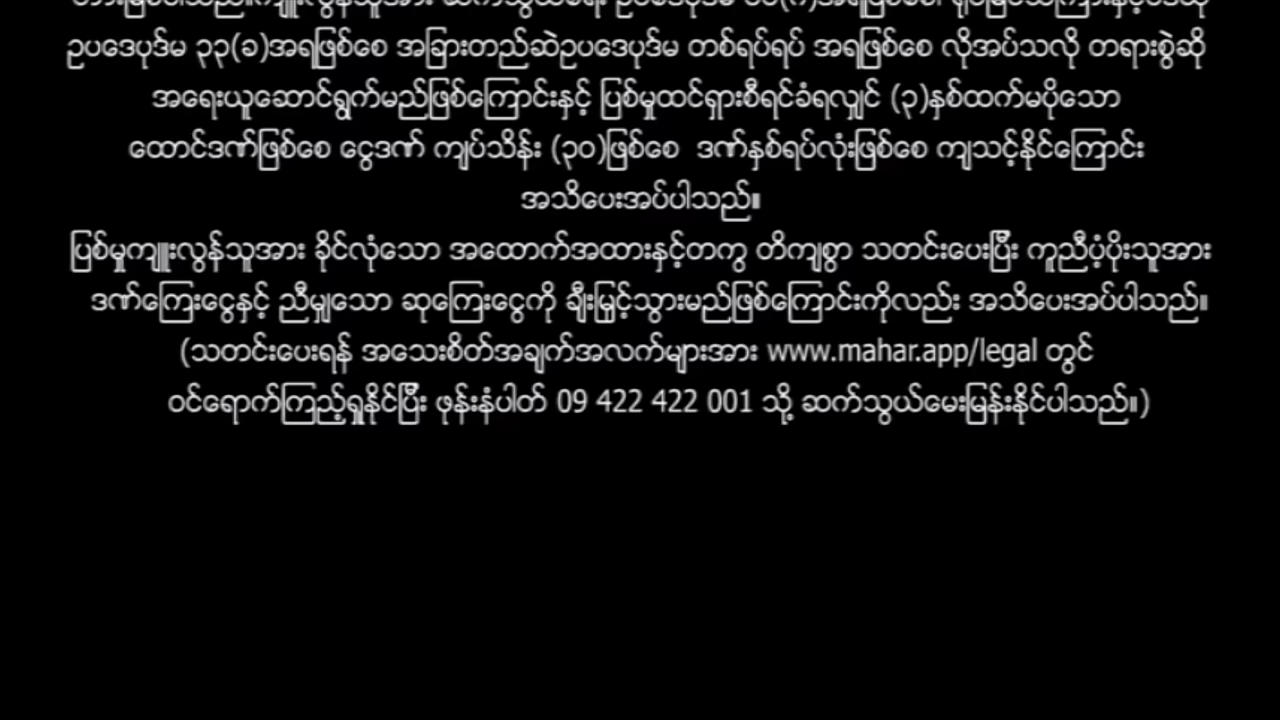 ဥပဒေပုဒ်မ ၃၃(ခ)အရဖြစ်စေ အခြားတည်ဆဲဥပဒေပုဒ်မ တစ်ရပ်ရပ် အရဖြစ်စေ လိုအပ်သလို တရားစွဲဆို
အရေးယူဆောင်ရွက်မည်ဖြစ်ကြောင်းနှင့် ပြစ်မှုထင်ရှားစီရင်ခံရလျှင် (၃)နှစ်ထက်မပိုသော
ထောင်ဒဏ်ဖြစ်စေ ငွေဒဏ် ကျပ်သိန်း (၃၀)ဖြစ်စေ ဒဏ်နှစ်ရပ်လုံးဖြစ်စေ ကျသင့်နိုင်ကြောင်း
အသိပေးအပ်ပါသည်။
ပြစ်မှုကျူးလွန်သူအား ခိုင်လုံသော အထောက်အထားနှင့်တကွ တိကျစွာ သတင်းပေးပြီး ကူညီပံ့ပိုးသူအား
ဒဏ်ကြေးငွေနှင့် ညီမျှသော ဆုကြေးငွေကို ချီးမြှင့်သွားမည်ဖြစ်ကြောင်းကိုလည်း အသိပေးအပ်ပါသည်။
(သတင်းပေးရန် အသေးစိတ်အချက်အလက်များအား www.mahar.app/legal တွင်
ဝင်ရောက်ကြည့်ရှုနိုင်ပြီး ဖုန်းနံပါတ် 09 422 422 001 သို့ ဆက်သွယ်မေးမြန်းနိုင်ပါသည်။)